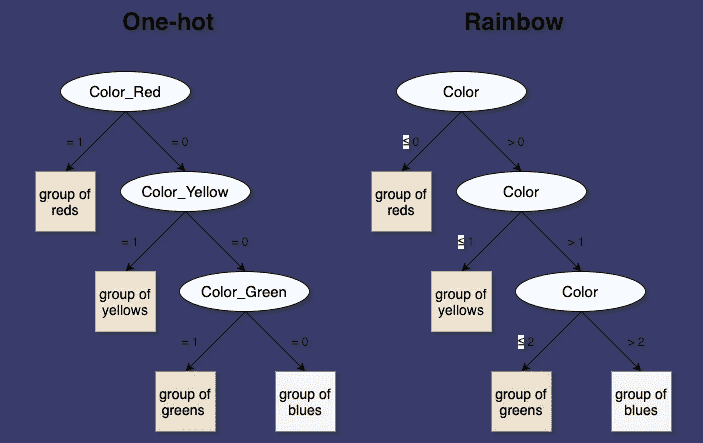 One-hot
Rainbow
Color_Red
Color
= 1
= 0
≤ 0
> 0
group of
reds
Color_Yellow
group of
reds
Color
= 1
= 0
≤ 1
> 1
group of
yellows
Color_Green
group of
yellows
Color
= 1
= 0
≤ 2
> 2
group of
greens
group of
blues
group of
greens
group of
blues